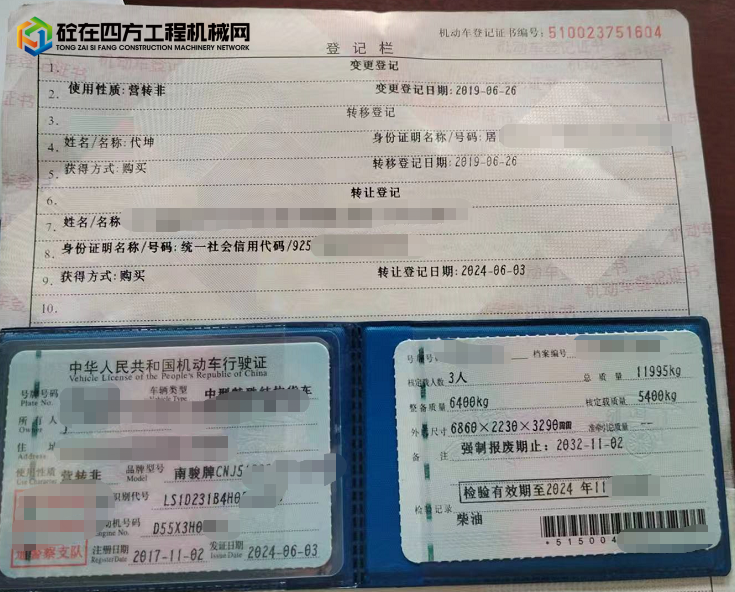 砼在四方工程机械网
TONG ZAI SI FANG CONSTRUCTION MACHINERY NETWORK
机动车登记证书编号: 510023751604
登 记 栏
1. 变更登记
2. 使用性质:营转非 变更登记日期:2019-06-26
3. 转移登记
4. 姓名/名称:代坤 身份证明名称/号码:居
5. 获得方式:购买 转移登记日期:2019-06-26
6. 转让登记
7. 姓名/名称
8. 身份证明名称/号码:统一社会信用代码/925
9. 获得方式:购买 转让登记日期:2024-06-03
10.
中华人民共和国机动车行驶证
Vehicle License of the People's Republic of China
号牌号码 车辆类型
Plate No. Vehicle Type
所有人
Owner
住 址
Address
使用性质 营转非 品牌型号 南骏牌CNJ5
Use Character Model
识别代号 LS1D231B4H0
机号码 D55X3H0
Engine No.
注册日期 2017-11-02 发证日期 2024-06-03
Register Date Issue Date
警察支队
号牌号码 档案编号
核定载人数 3人 总 质 量 11995kg
整备质量 6400kg 核定载质量 5400kg
外 尺寸 6860×2230×3290mm 准牵引总质量 --
备 注 强制报废期止: 2032-11-02
检验有效期至2024 年11
检验记录
柴油
*515004